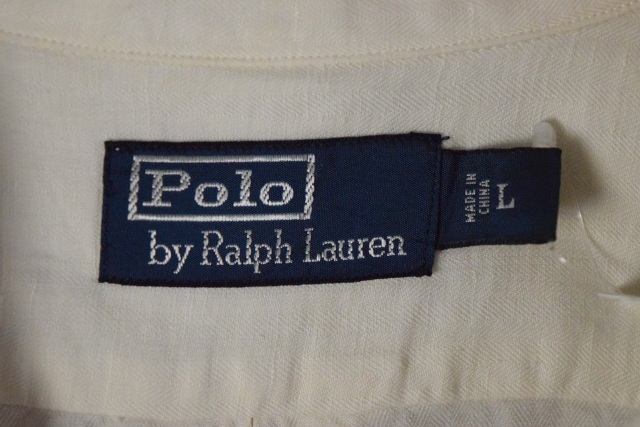 Polo
by Ralph Lauren
MADE IN
CHINA
L